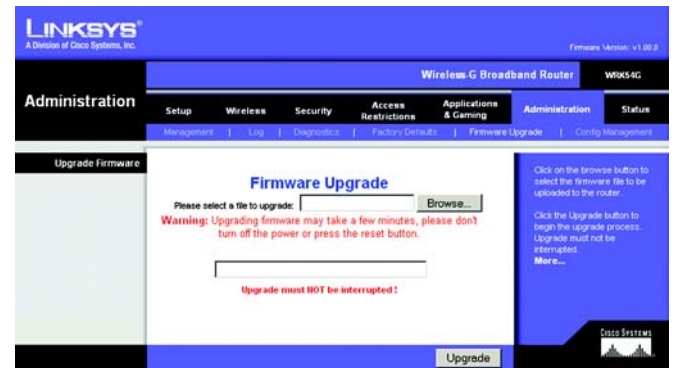 LINKSYS®
A Division of Cisco Systems, Inc.
Firmware Version: v1.00.0
Wireless-G Broadband Router WRK54G
Administration
Setup Wireless Security Access Restrictions Applications & Gaming Administration Status
Management | Log | Diagnostics | Factory Defaults | Firmware Upgrade | Config Management
Upgrade Firmware
Firmware Upgrade
Please select a file to upgrade: Browse...
Warning: Upgrading firmware may take a few minutes, please don't
turn off the power or press the reset button.
Upgrade must NOT be interrupted !
Upgrade
Click on the browse button to
select the firmware file to be
uploaded to the router.
Click the Upgrade button to
begin the upgrade process.
Upgrade must not be
interrupted.
More...
CISCO SYSTEMS